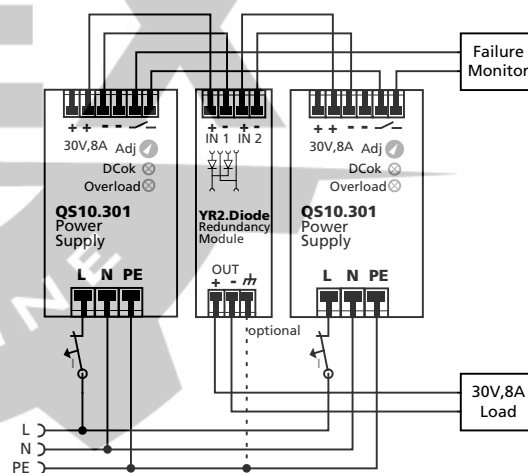 Failure
Monitor
+ + - -
30V,8A Adj
DCok
Overload
QS10.301
Power
Supply
L N PE
+ - + -
IN 1 IN 2
YR2.Diode
Redundancy
Module
OUT
+ -
optional
+ + - -
30V,8A Adj
DCok
Overload
QS10.301
Power
Supply
L N PE
I
I
30V,8A
Load
L
N
PE